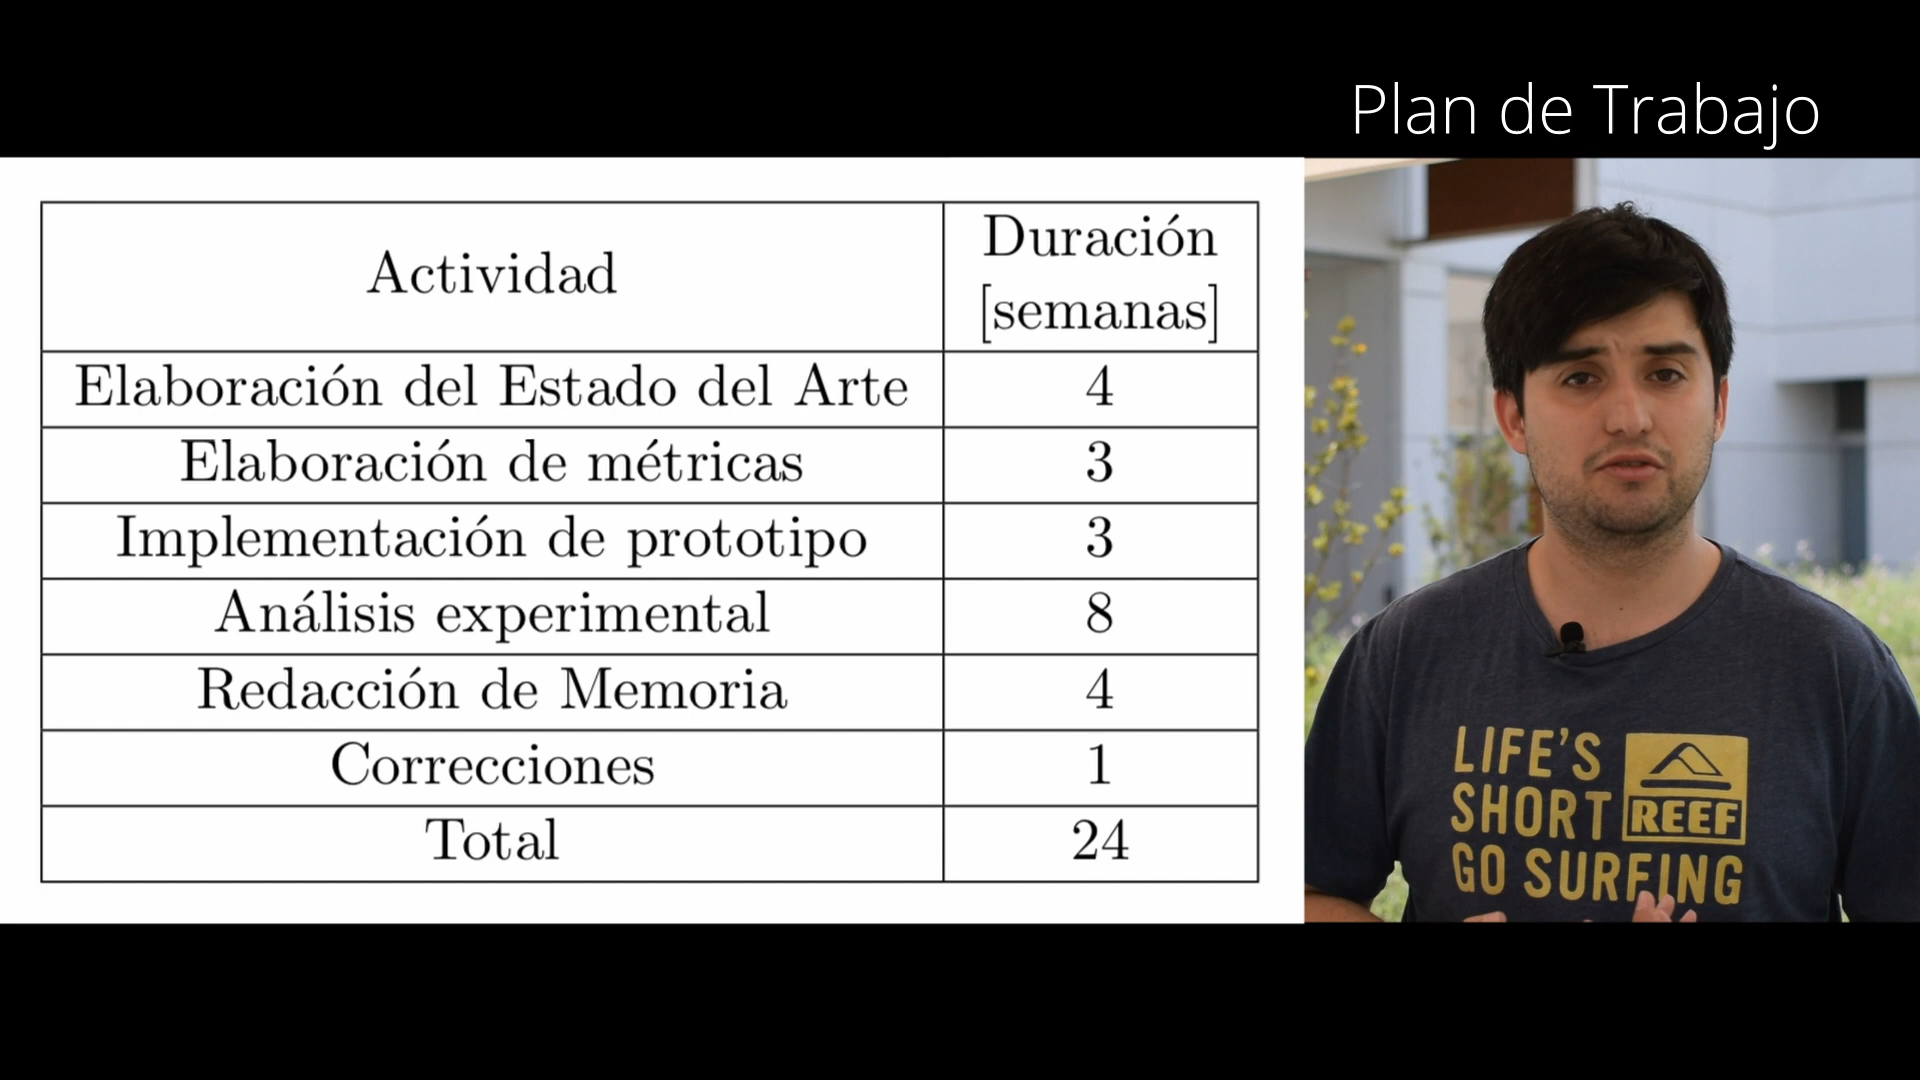 Plan de Trabajo
Actividad
Duración
[semanas]
Elaboración del Estado del Arte 4
Elaboración de métricas 3
Implementación de prototipo 3
Análisis experimental 8
Redacción de Memoria 4
Correcciones 1
Total 24
LIFE'S
SHORT REEF
GO SURFING